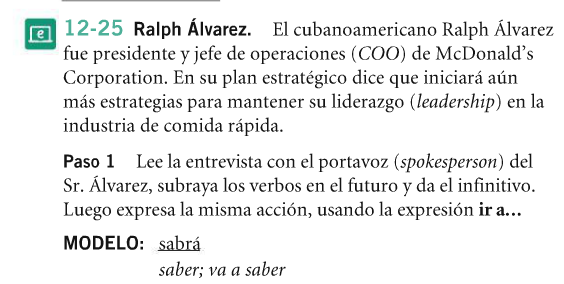 12-25 Ralph Álvarez. El cubanoamericano Ralph Álvarez
fue presidente y jefe de operaciones (COO) de McDonald's
Corporation. En su plan estratégico dice que iniciará aún
más estrategias para mantener su liderazgo (leadership) en la
industria de comida rápida.
Paso 1 Lee la entrevista con el portavoz (spokesperson) del
Sr. Álvarez, subraya los verbos en el futuro y da el infinitivo.
Luego expresa la misma acción, usando la expresión ir a...
MODELO: sabrá
saber; va a saber